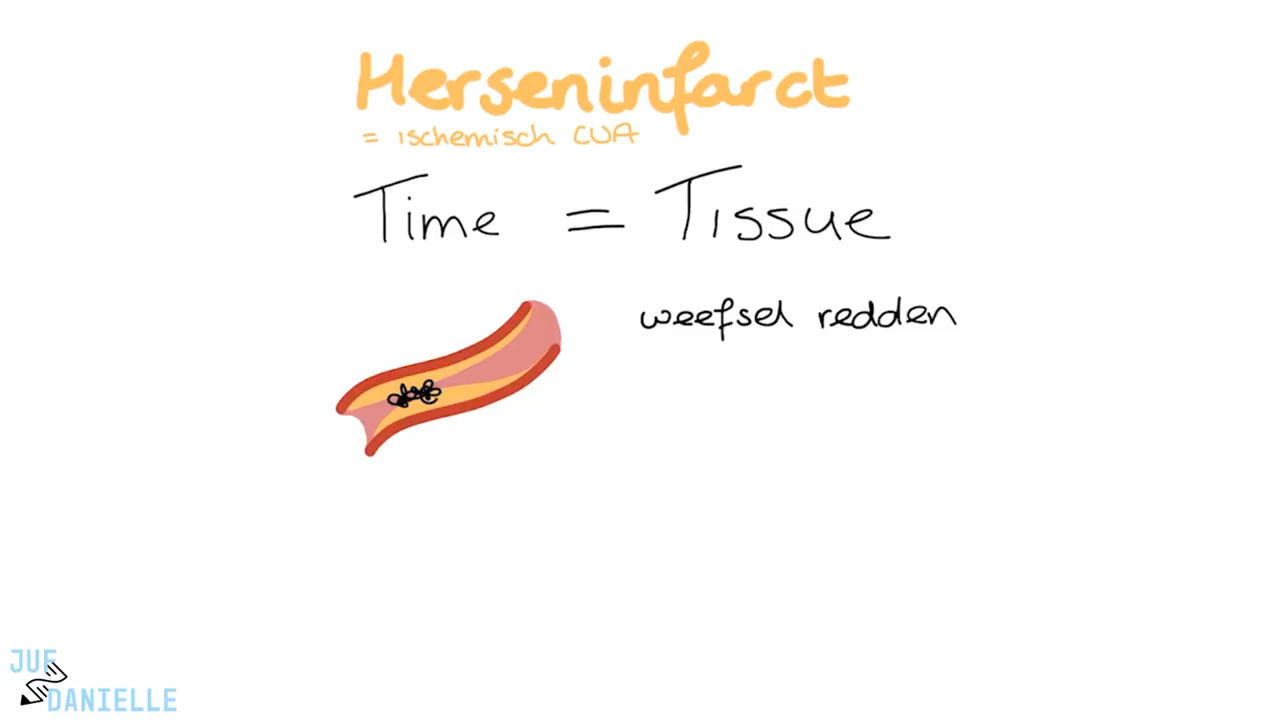 Herseninfarct
= ischemisch CVA
Time = Tissue
weefsel redden
JUF
DANIELLE